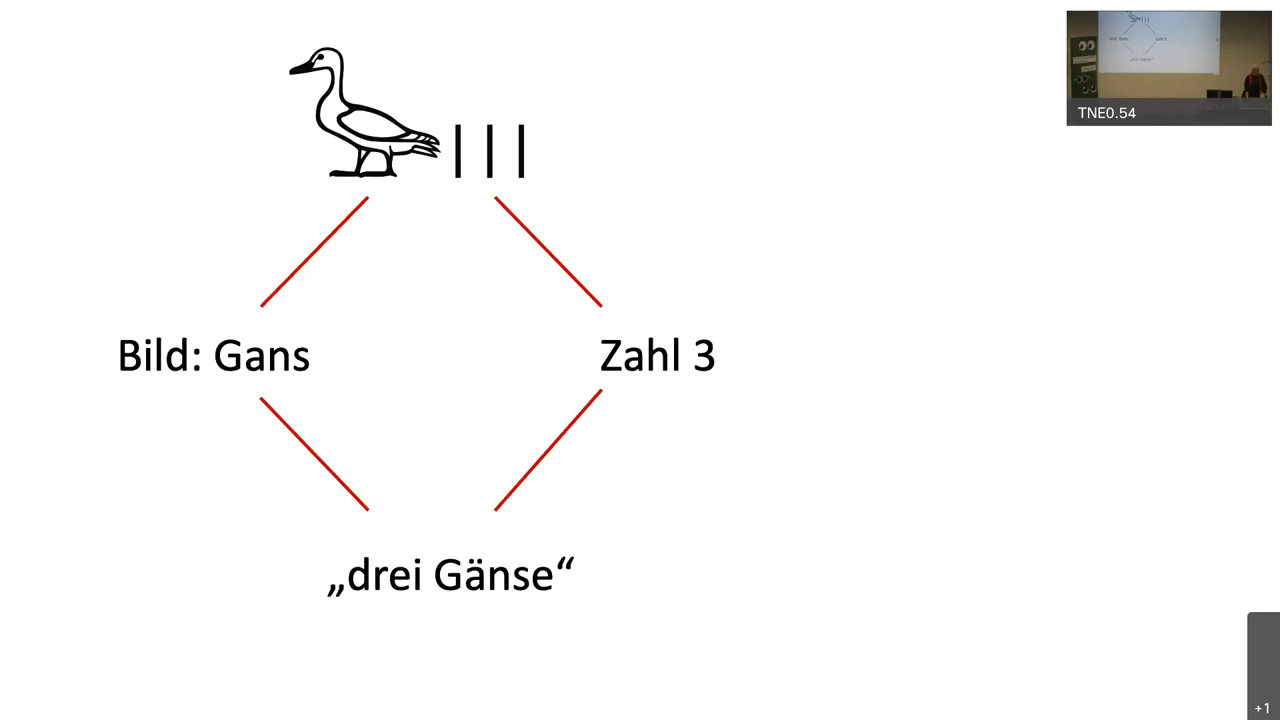 TNE0.54
Bild: Gans
Zahl 3
„drei Gänse“
+1